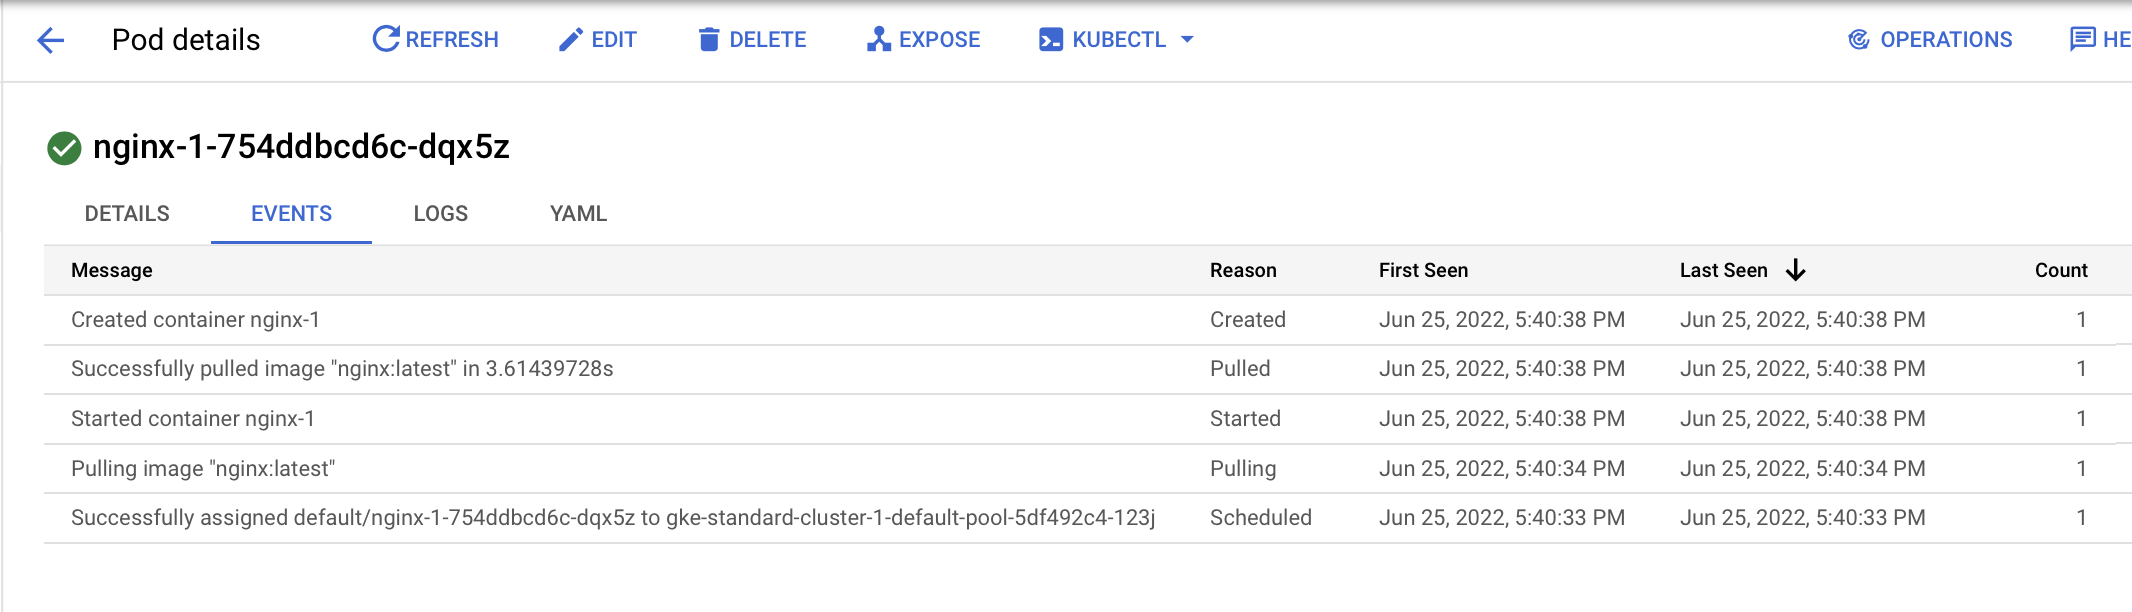 Pod details REFRESH EDIT DELETE EXPOSE KUBECTL OPERATIONS HE
nginx-1-754ddbcd6c-dqx5z
DETAILS EVENTS LOGS YAML
Message Reason First Seen Last Seen Count
Created container nginx-1 Created Jun 25, 2022, 5:40:38 PM Jun 25, 2022, 5:40:38 PM 1
Successfully pulled image "nginx:latest" in 3.61439728s Pulled Jun 25, 2022, 5:40:38 PM Jun 25, 2022, 5:40:38 PM 1
Started container nginx-1 Started Jun 25, 2022, 5:40:38 PM Jun 25, 2022, 5:40:38 PM 1
Pulling image "nginx:latest" Pulling Jun 25, 2022, 5:40:34 PM Jun 25, 2022, 5:40:34 PM 1
Successfully assigned default/nginx-1-754ddbcd6c-dqx5z to gke-standard-cluster-1-default-pool-5df492c4-123j Scheduled Jun 25, 2022, 5:40:33 PM Jun 25, 2022, 5:40:33 PM 1